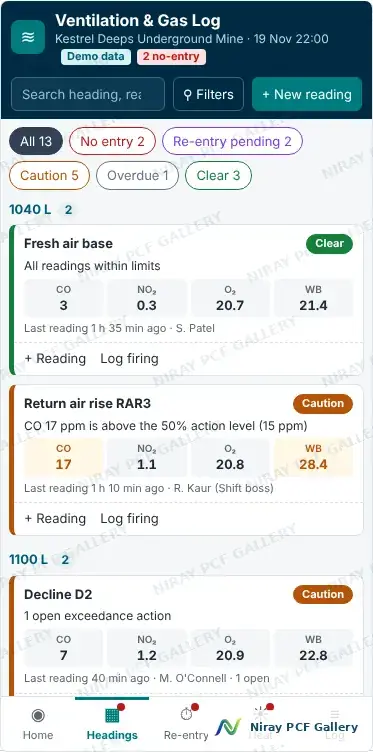 Ventilation & Gas Log
Kestrel Deeps Underground Mine · 19 Nov 22:00
Demo data 2 no-entry
Search heading, rea
Filters
+ New reading
All 13
No entry 2
Re-entry pending 2
Caution 5
Overdue 1
Clear 3
1040 L 2
Fresh air base
Clear
All readings within limits
CO NO₂ O₂ WB
3 0.3 20.7 21.4
Last reading 1 h 35 min ago · S. Patel
+ Reading Log firing
Return air rise RAR3
Caution
CO 17 ppm is above the 50% action level (15 ppm)
CO NO₂ O₂ WB
17 1.1 20.8 28.4
Last reading 1 h 10 min ago · R. Kaur (Shift boss)
+ Reading Log firing
1100 L 2
Decline D2
Caution
1 open exceedance action
CO NO₂ O₂ WB
7 1.2 20.9 22.8
Last reading 40 min ago · M. O'Connell · 1 open
Home
Headings
Re-entry
Niray PCF Gallery
NIRAY PCF GALLERY